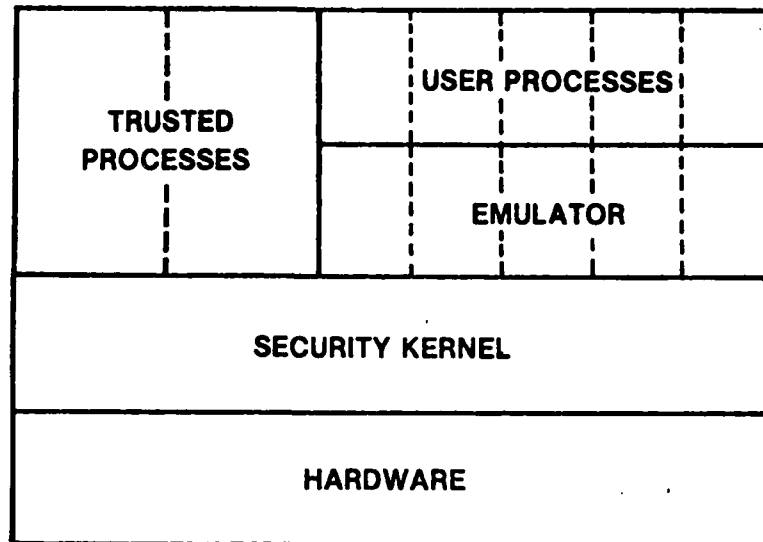 TRUSTED
PROCESSES
USER PROCESSES
EMULATOR
SECURITY KERNEL
HARDWARE